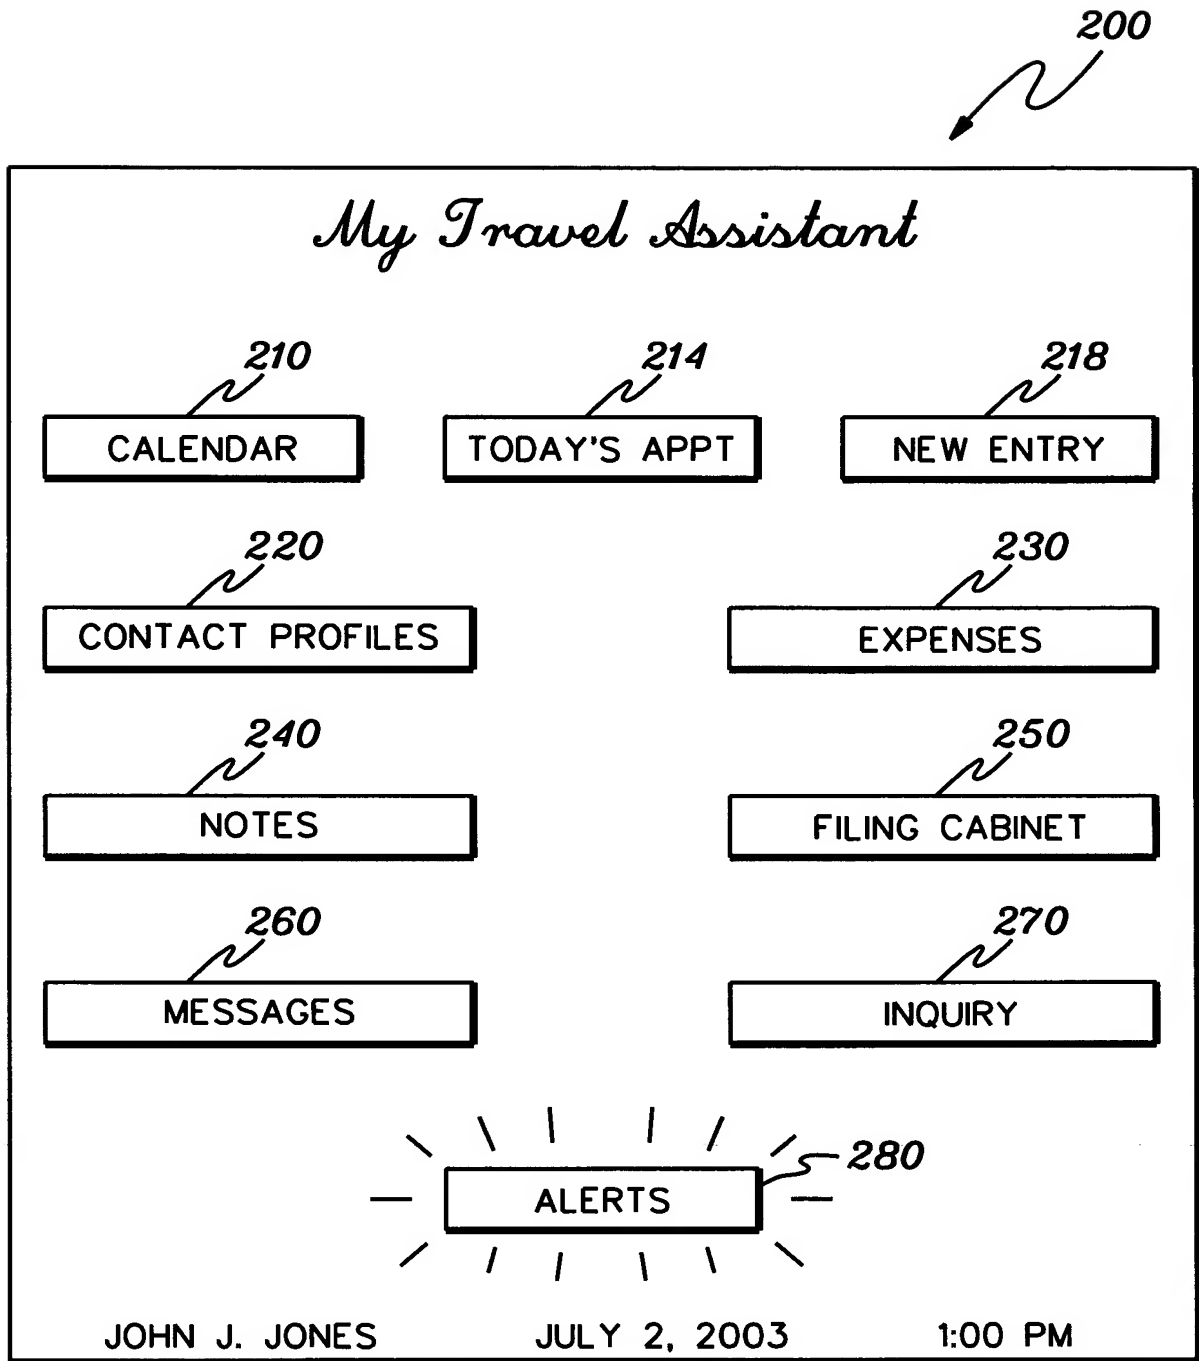 200
My Travel Assistant
210 214 218
CALENDAR TODAY'S APPT NEW ENTRY
220 230
CONTACT PROFILES EXPENSES
240 250
NOTES FILING CABINET
260 270
MESSAGES INQUIRY
280
ALERTS
JOHN J. JONES JULY 2, 2003 1:00 PM